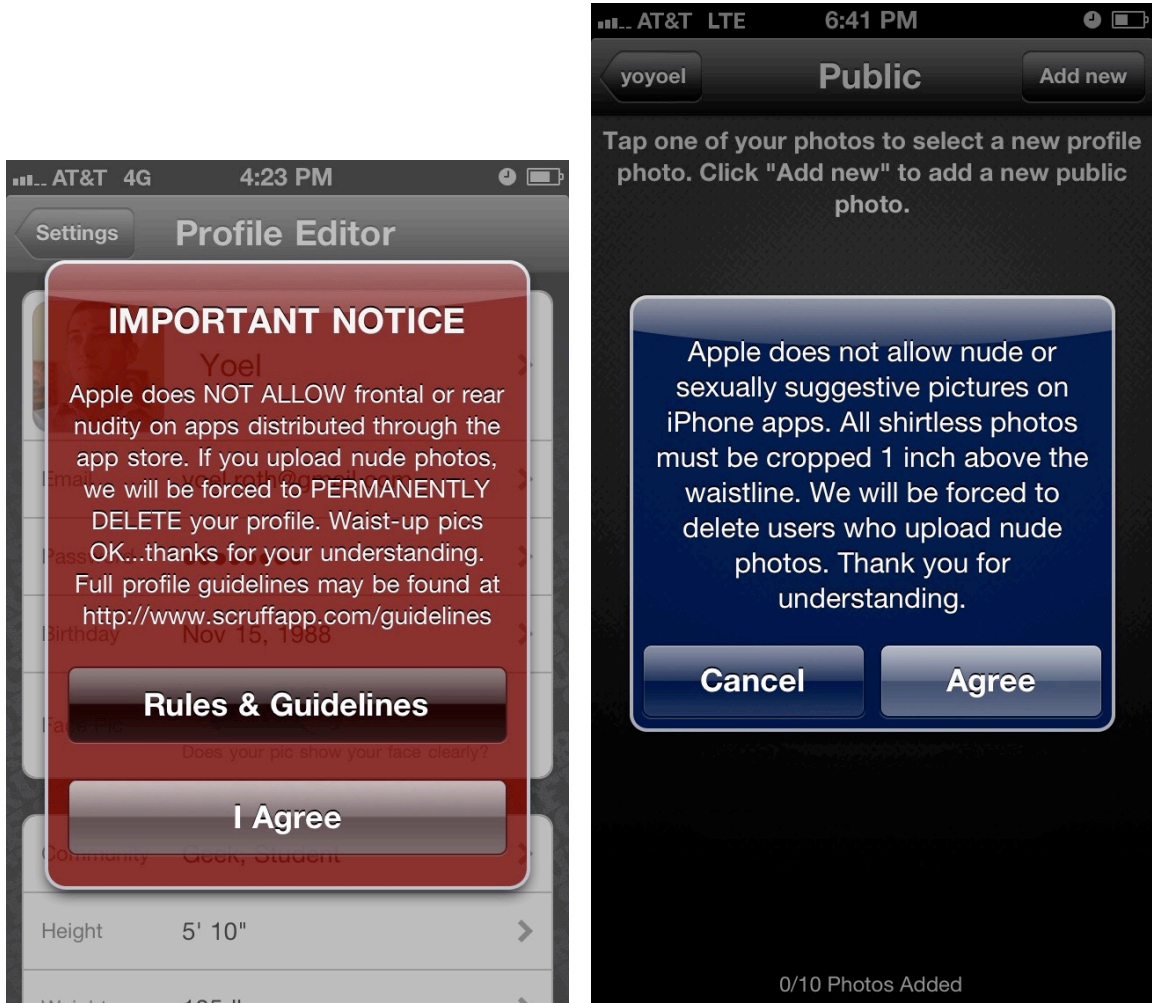 AT&T 4G 4:23 PM
Settings Profile Editor
IMPORTANT NOTICE
Yoel
Apple does NOT ALLOW frontal or rear
nudity on apps distributed through the
app store. If you upload nude photos,
we will be forced to PERMANENTLY
DELETE your profile. Waist-up pics
OK...thanks for your understanding.
Full profile guidelines may be found at
http://www.scruffapp.com/guidelines
Email
Birthday Nov 15, 1988
Rules & Guidelines
Face Pic
Does your pic show your face clearly?
I Agree
Community Geek, Student
Height 5' 10"
AT&T LTE 6:41 PM
yoyoel Public Add new
Tap one of your photos to select a new profile
photo. Click "Add new" to add a new public
photo.
Apple does not allow nude or
sexually suggestive pictures on
iPhone apps. All shirtless photos
must be cropped 1 inch above the
waistline. We will be forced to
delete users who upload nude
photos. Thank you for
understanding.
Cancel Agree
0/10 Photos Added